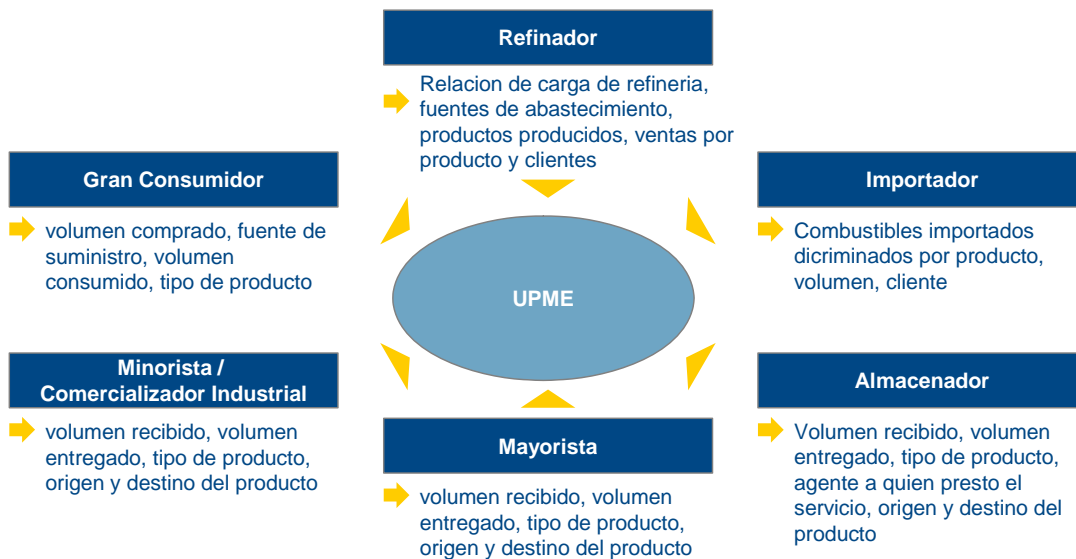 Refinador
Relacion de carga de refineria,
fuentes de abastecimiento,
productos producidos, ventas por
producto y clientes
Gran Consumidor
volumen comprado, fuente de
suministro, volumen
consumido, tipo de producto
Importador
Combustibles importados
dicriminados por producto,
volumen, cliente
UPME
Minorista /
Comercializador Industrial
volumen recibido, volumen
entregado, tipo de producto,
origen y destino del producto
Mayorista
volumen recibido, volumen
entregado, tipo de producto,
origen y destino del producto
Almacenador
Volumen recibido, volumen
entregado, tipo de producto,
agente a quien presto el
servicio, origen y destino del
producto